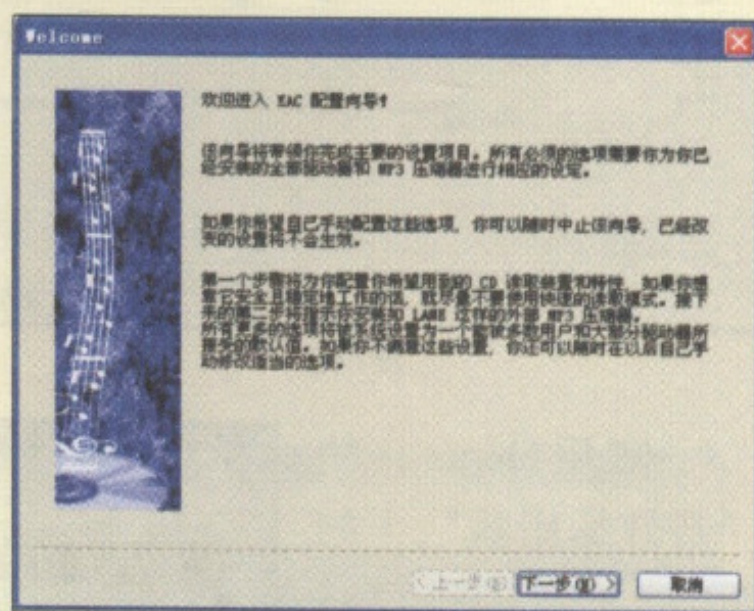 Welcome
欢迎进入 EAC 配置向导!
该向导将带领你完成主要的设置项目。所有必须的选项需要你为你已
经安装的全部驱动器和 MP3 压缩器进行相应的设定。
如果你希望自己手动配置这些选项，你可以随时中止该向导，已经改
变的设置将不会生效。
第一个步骤将为你配置你希望用到的 CD 读取装置和特性，如果你想
拿它安全且稳定地工作的话，就尽量不要使用快速的读取模式。接下
来的第二步将指示你安装如 LAME 这样的外部 MP3 压缩器。
所有更多的选项将被系统设置为一个能被多数用户和大部分驱动器所
接受的默认值。如果你不满意这些设置，你还可以随时在以后自己手
动修改适当的选项。
< 上一步(B) 下一步(N) > 取消